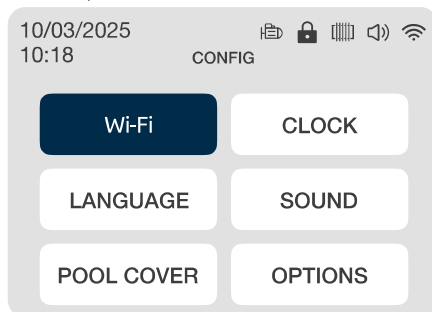 10/03/2025
10:18
CONFIG
Wi-Fi
CLOCK
LANGUAGE
SOUND
POOL COVER
OPTIONS